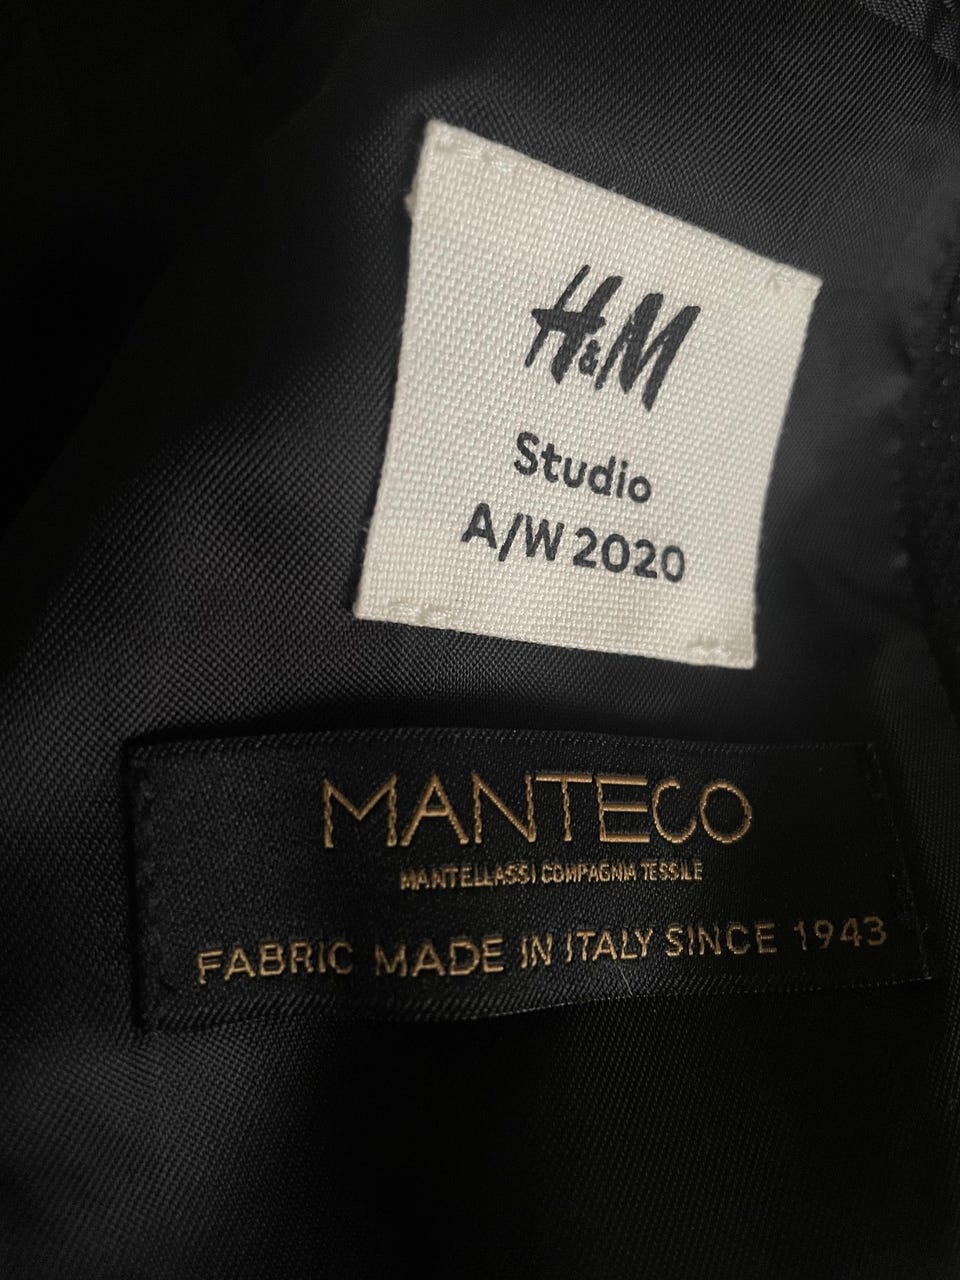 H&M
Studio
A/W 2020
MANTECO
MANTELLASSI COMPAGNIA TESSILE
FABRIC MADE IN ITALY SINCE 1943